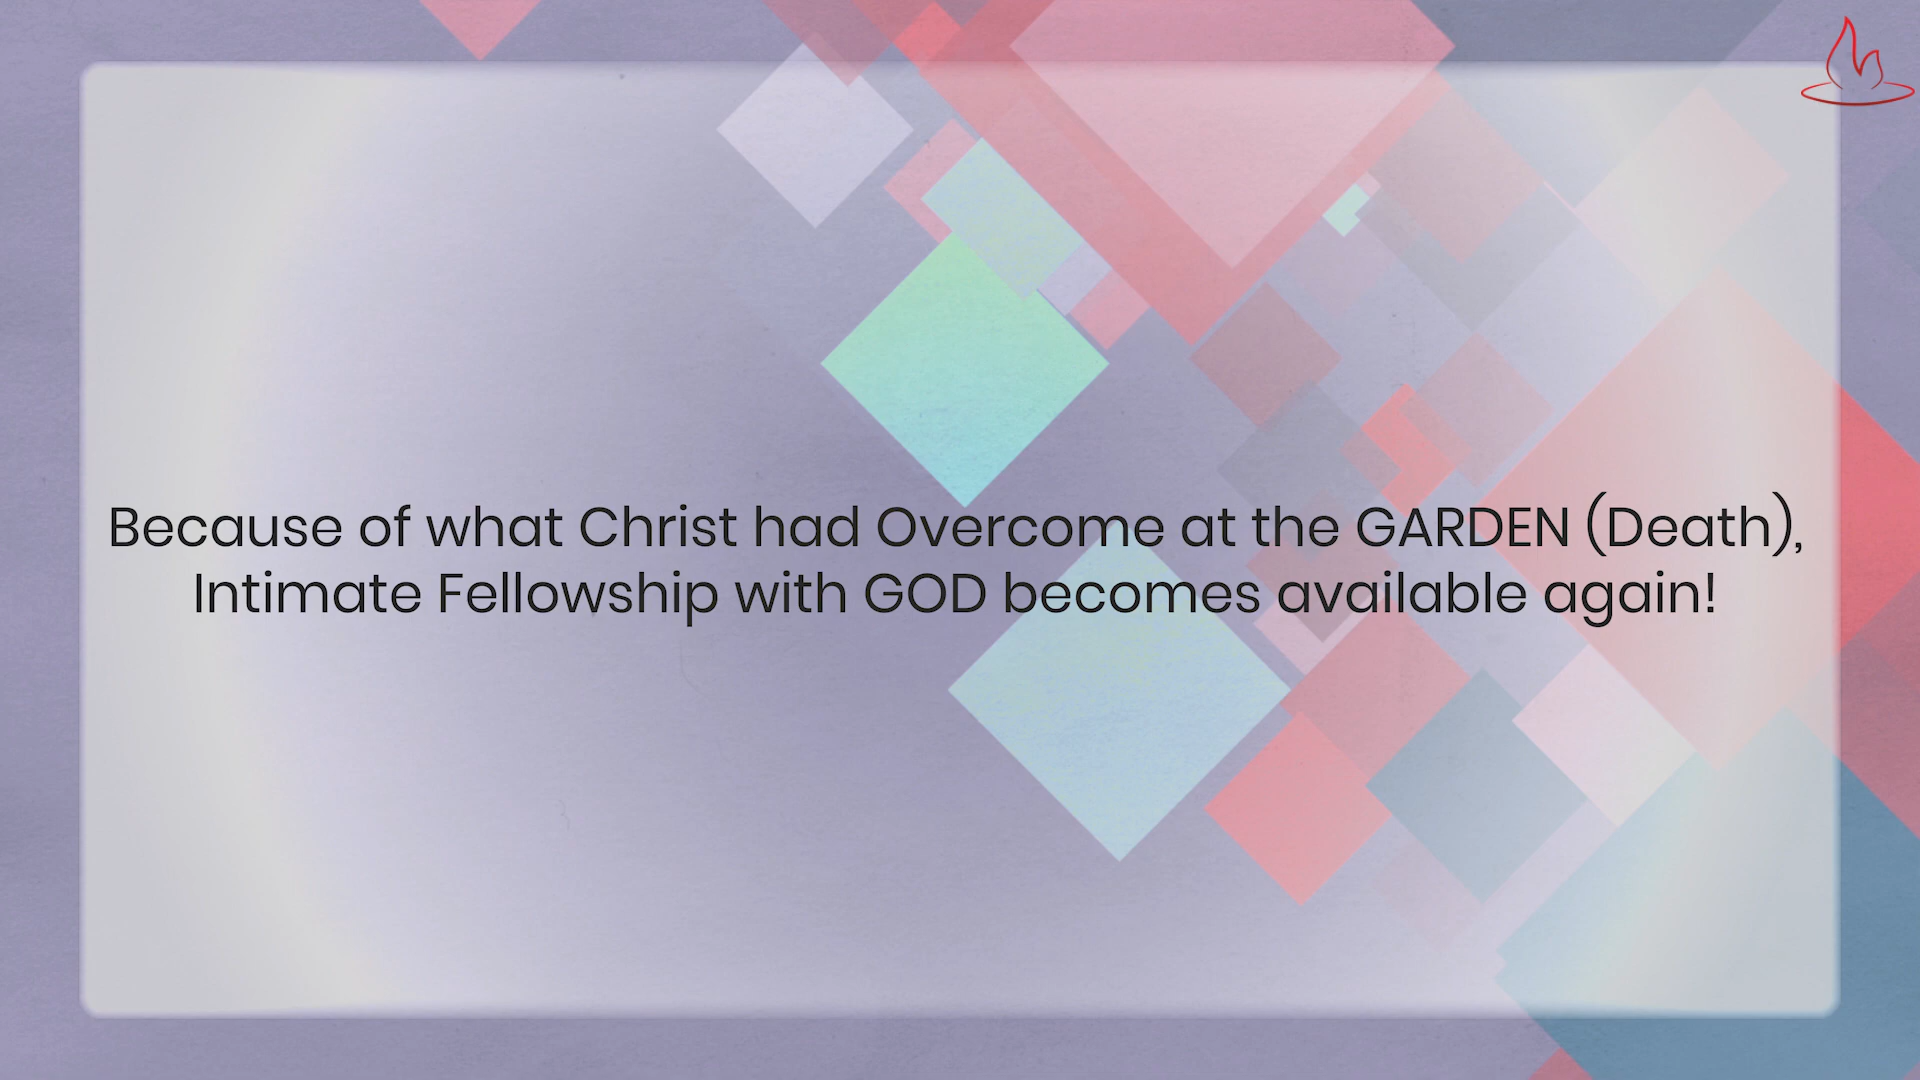 Because of what Christ had Overcome at the GARDEN (Death),
Intimate Fellowship with GOD becomes available again!